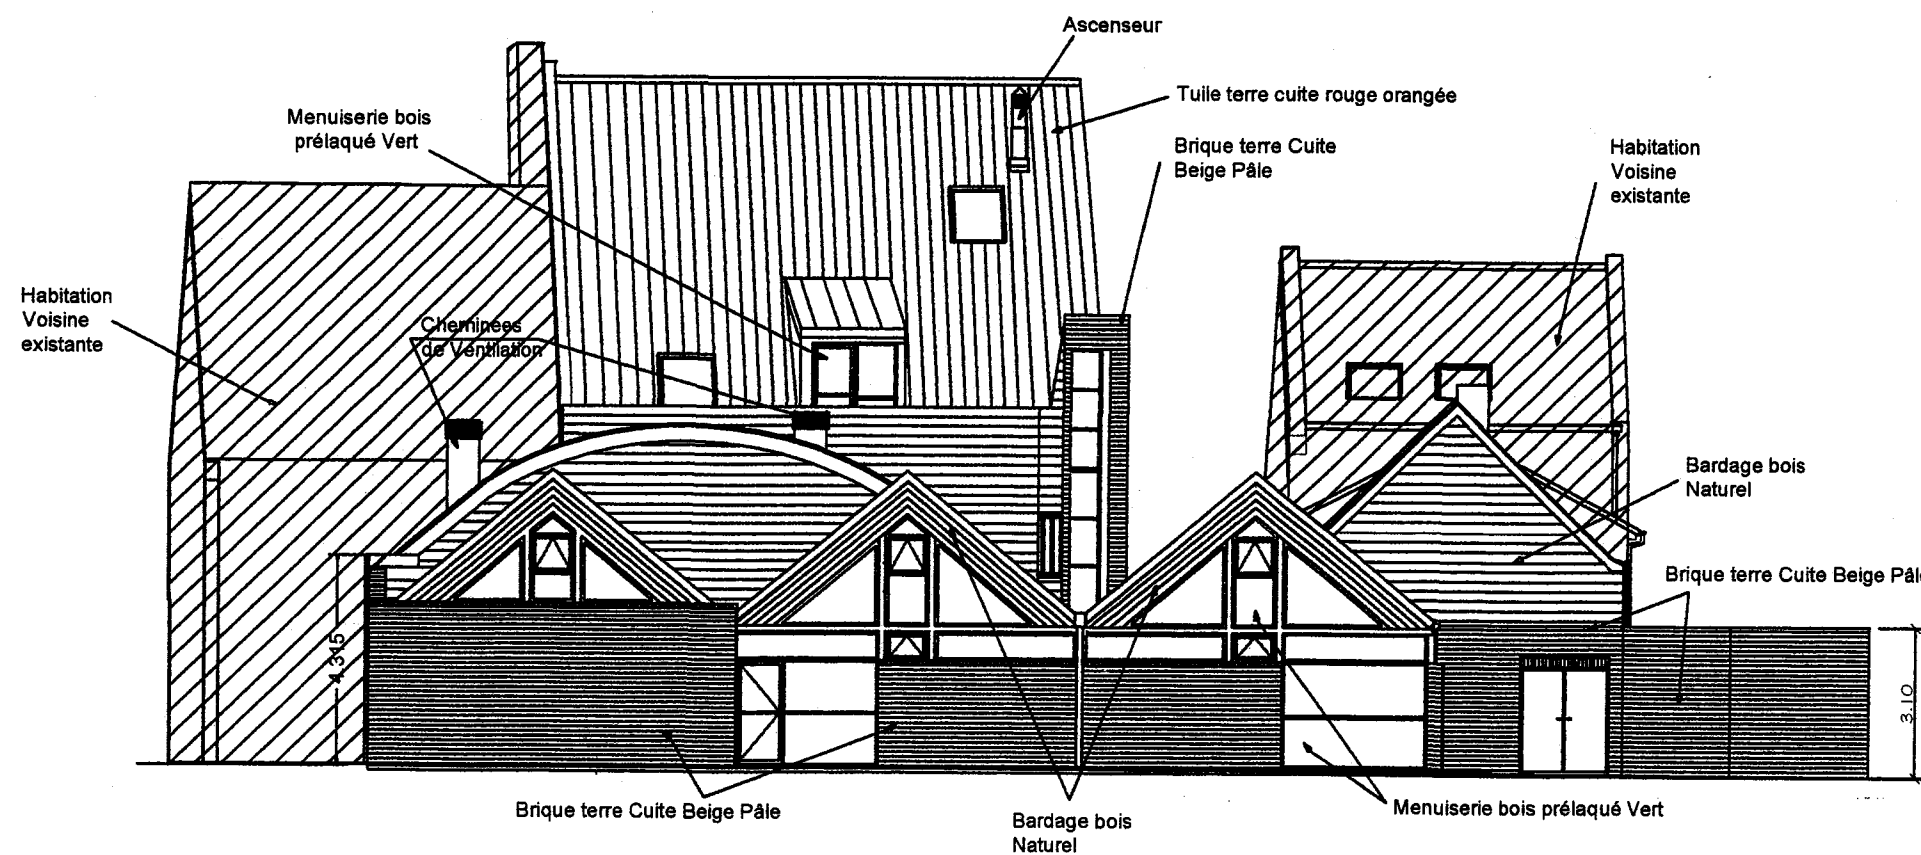 Ascenseur
Tuile terre cuite rouge orangée
Menuiserie bois
prélaqué Vert
Brique terre Cuite
Beige Pâle
Habitation
Voisine
existante
Habitation
Voisine
existante
Cheminees
de Ventilation
Bardage bois
Naturel
Brique terre Cuite Beige Pâl
4.315
3.10
Brique terre Cuite Beige Pâle
Bardage bois
Naturel
Menuiserie bois prélaqué Vert